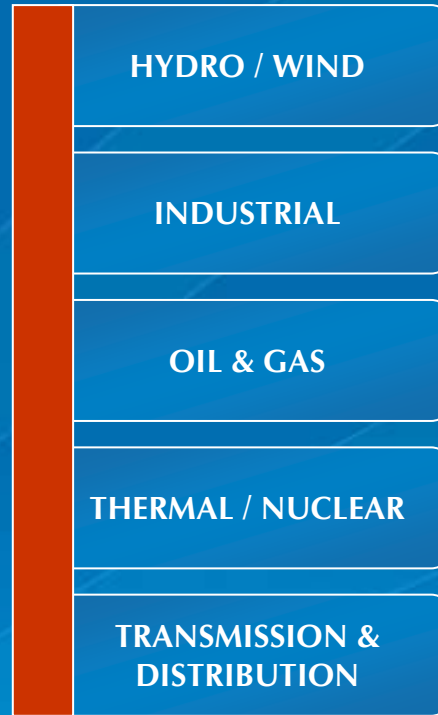 HYDRO / WIND
INDUSTRIAL
OIL & GAS
THERMAL / NUCLEAR
TRANSMISSION &
DISTRIBUTION